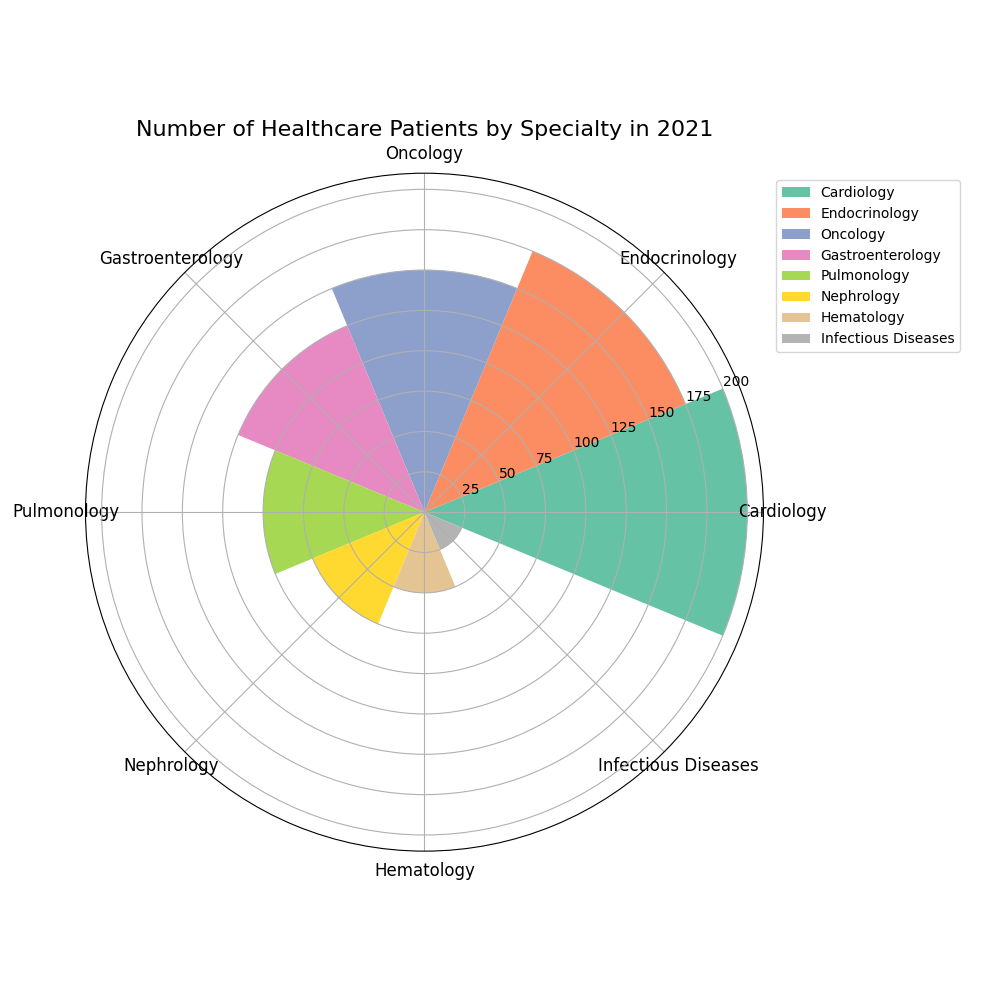 Number of Healthcare Patients by Specialty in 2021
Oncology
Gastroenterology
Endocrinology
Pulmonology
Cardiology
Nephrology
Infectious Diseases
Hematology
25
50
75
100
125
150
175
200
Cardiology
Endocrinology
Oncology
Gastroenterology
Pulmonology
Nephrology
Hematology
Infectious Diseases